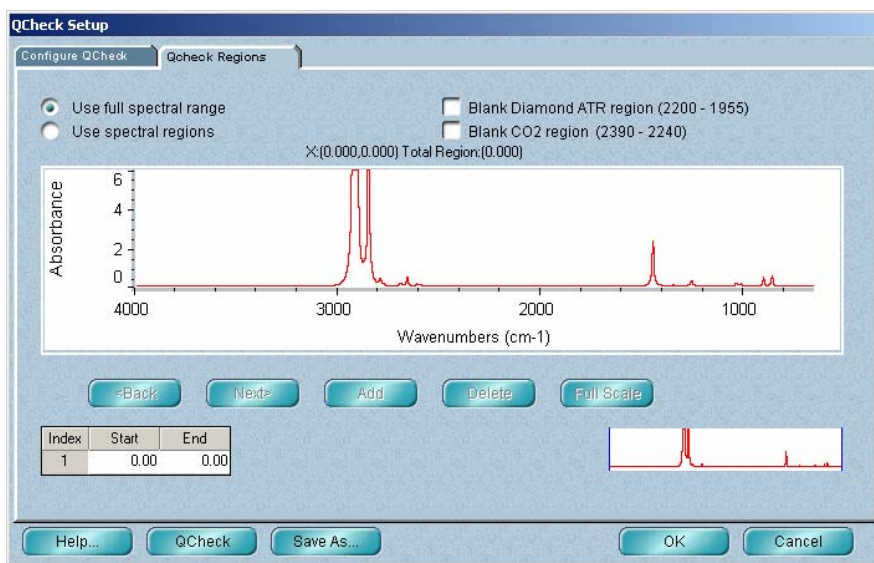 QCheck Setup
Configure QCheck
Qcheck Regions
Use full spectral range
Blank Diamond ATR region (2200 - 1955)
Use spectral regions
Blank CO2 region (2390 - 2240)
X:(0.000,0.000) Total Region:(0.000)
Absorbance
6
4
2
0
4000 3000 2000 1000
Wavenumbers (cm-1)
<Back Next> Add Delete Full Scale
Index Start End
1 0.00 0.00
Help... QCheck Save As... OK Cancel